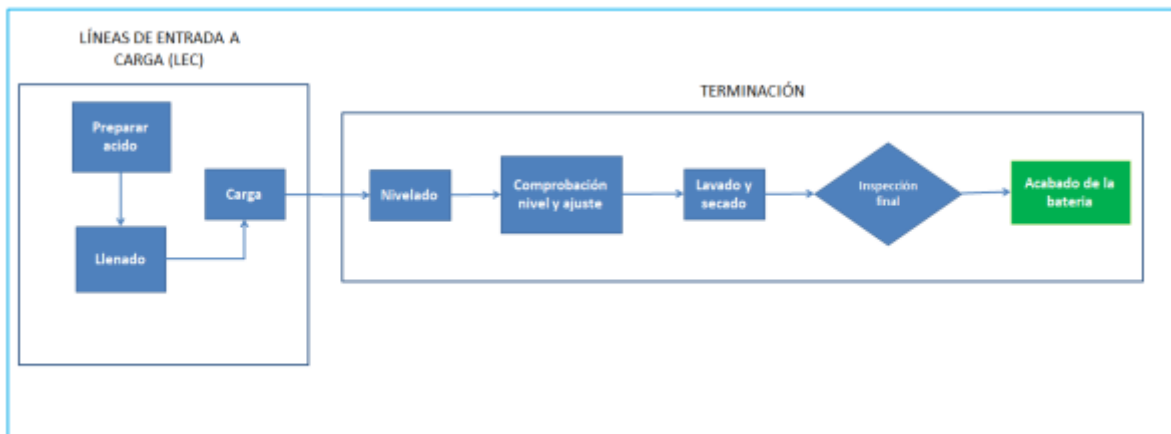 LÍNEAS DE ENTRADA A
CARGA (LEC)
Preparar
acido
Llenado
Carga
TERMINACIÓN
Nivelado
Comprobación
nivel y ajuste
Lavado y
secado
Inspección
final
Acabado de la
batería